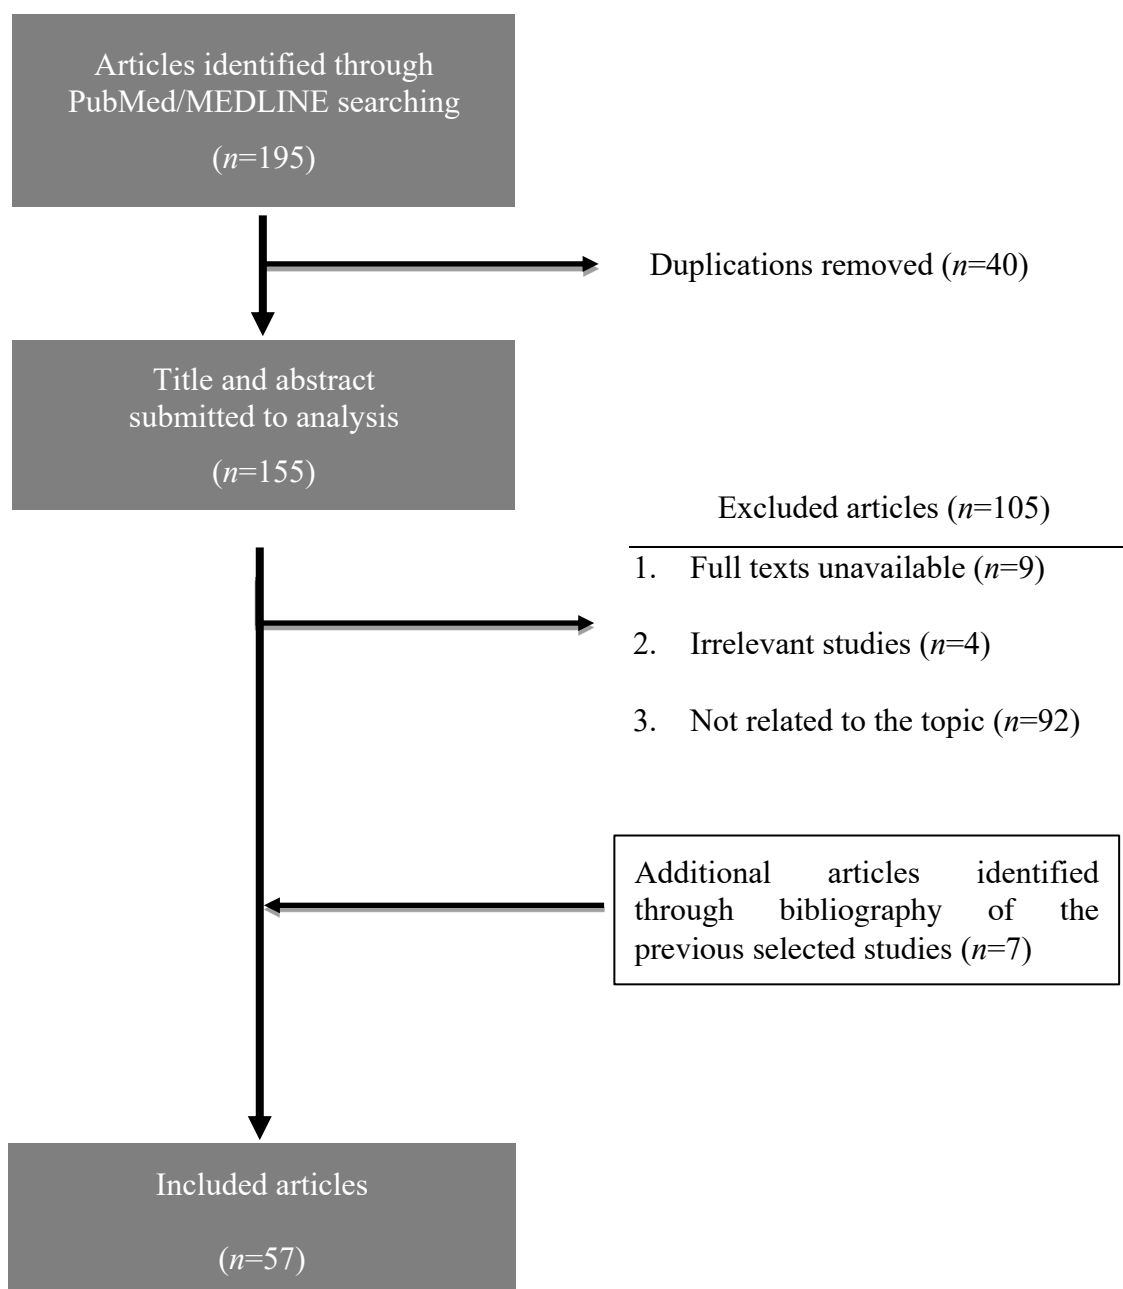 Articles identified through
PubMed/MEDLINE searching
(n=195)
Duplications removed (n=40)
Title and abstract
submitted to analysis
(n=155)
Excluded articles (n=105)
1. Full texts unavailable (n=9)
2. Irrelevant studies (n=4)
3. Not related to the topic (n=92)
Additional articles identified
through bibliography of the
previous selected studies (n=7)
Included articles
(n=57)